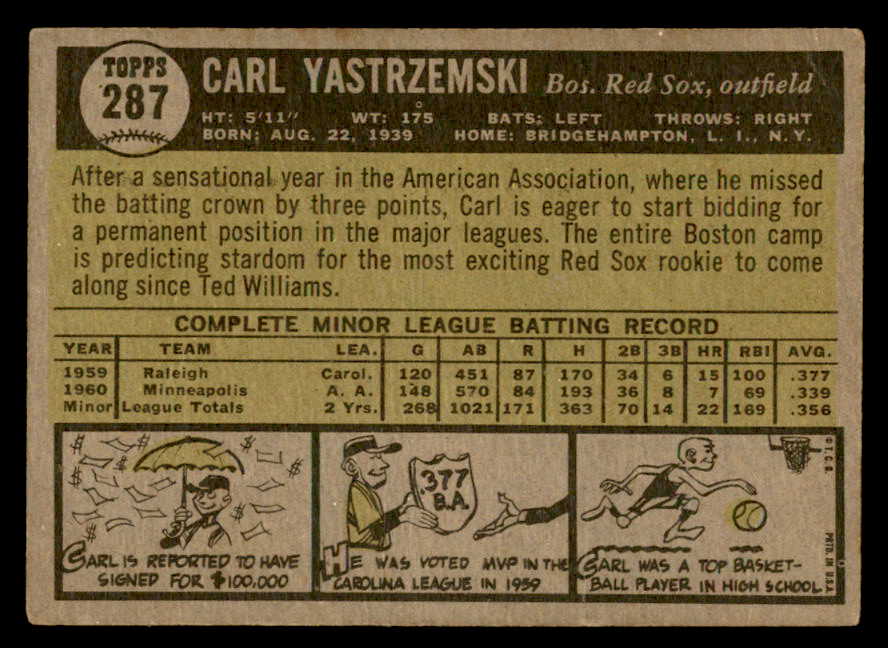 TOPPS
287
CARL YASTRZEMSKI Bos. Red Sox, outfield
HT: 5'11" WT: 175 BATS: LEFT THROWS: RIGHT
BORN: AUG. 22, 1939 HOME: BRIDGEHAMPTON, L. I., N. Y.
After a sensational year in the American Association, where he missed
the batting crown by three points, Carl is eager to start bidding for
a permanent position in the major leagues. The entire Boston camp
is predicting stardom for the most exciting Red Sox rookie to come
along since Ted Williams.
COMPLETE MINOR LEAGUE BATTING RECORD
YEAR TEAM LEA. G AB R H 2B 3B HR RBI AVG.
1959 Raleigh Carol. 120 451 87 170 34 6 15 100 .377
1960 Minneapolis A. A. 148 570 84 193 36 8 7 69 .339
Minor League Totals 2 Yrs. 268 1021 171 363 70 14 22 169 .356
$ $ $ $ $ $
CARL IS REPORTED TO HAVE
SIGNED FOR $100,000
.377
B.A.
HE WAS VOTED MVP IN THE
CAROLINA LEAGUE IN 1959
CARL WAS A TOP BASKET-
BALL PLAYER IN HIGH SCHOOL
© T.C.G.
PRTD. IN U.S.A.